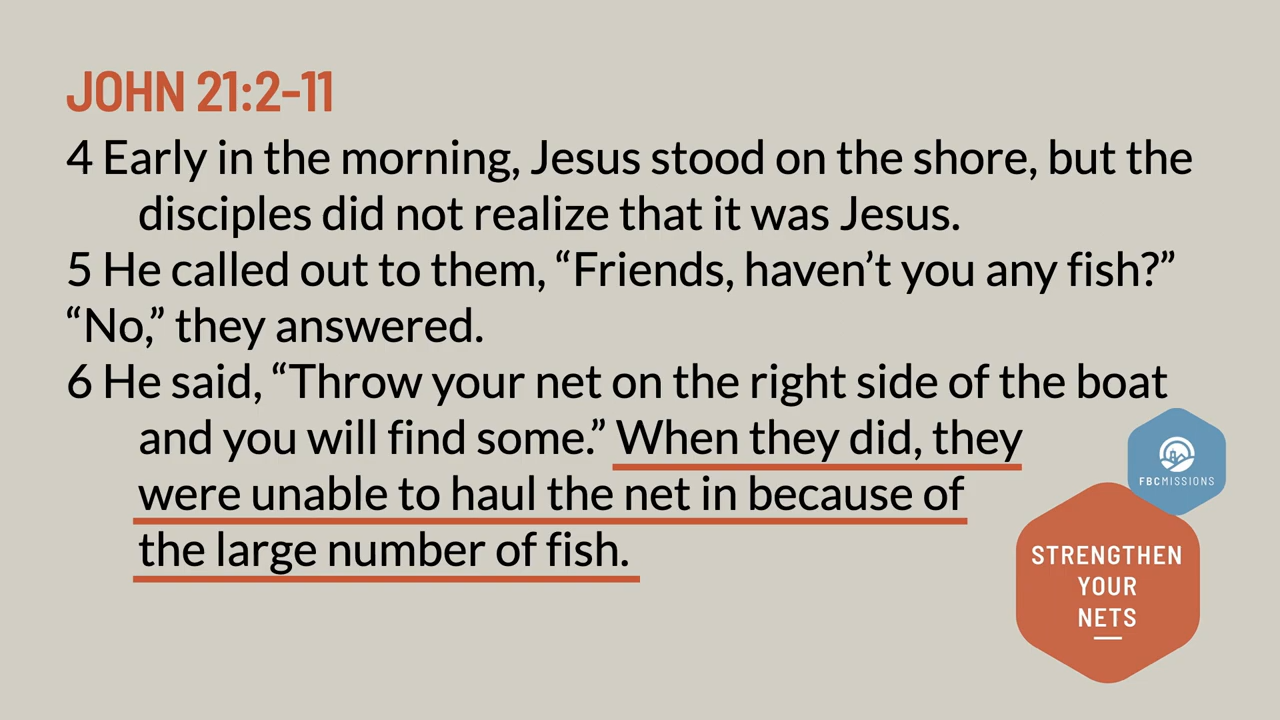 JOHN 21:2-11
4 Early in the morning, Jesus stood on the shore, but the
disciples did not realize that it was Jesus.
5 He called out to them, “Friends, haven’t you any fish?”
“No,” they answered.
6 He said, “Throw your net on the right side of the boat
and you will find some.” When they did, they
were unable to haul the net in because of
the large number of fish.
FBCMISSIONS
STRENGTHEN
YOUR
NETS